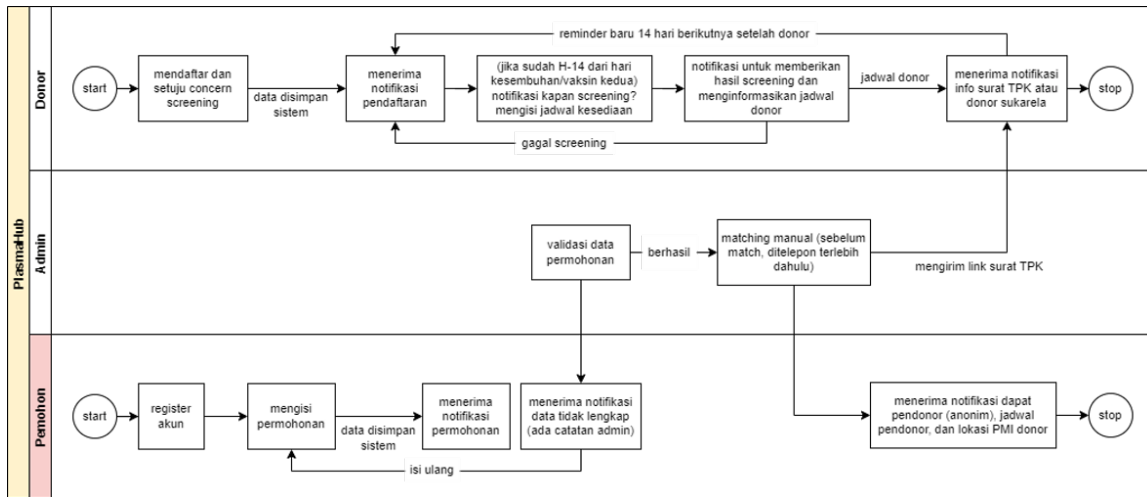 PlasmaHub
Donor
start
mendaftar dan
setuju concern
screening
data disimpan
sistem
menerima
notifikasi
pendaftaran
reminder baru 14 hari berikutnya setelah donor
(jika sudah H-14 dari hari
kesembuhan/vaksin kedua)
notifikasi kapan screening?
mengisi jadwal kesediaan
notifikasi untuk memberikan
hasil screening dan
menginformasikan jadwal
donor
gagal screening
jadwal donor
menerima notifikasi
info surat TPK atau
donor sukarela
stop
Admin
validasi data
permohonan
berhasil
matching manual (sebelum
match, ditelepon terlebih
dahulu)
mengirim link surat TPK
Pemohon
start
register
akun
mengisi
permohonan
data disimpan
sistem
menerima
notifikasi
permohonan
menerima notifikasi
data tidak lengkap
(ada catatan admin)
isi ulang
menerima notifikasi dapat
pendonor (anonim), jadwal
pendonor, dan lokasi PMI donor
stop